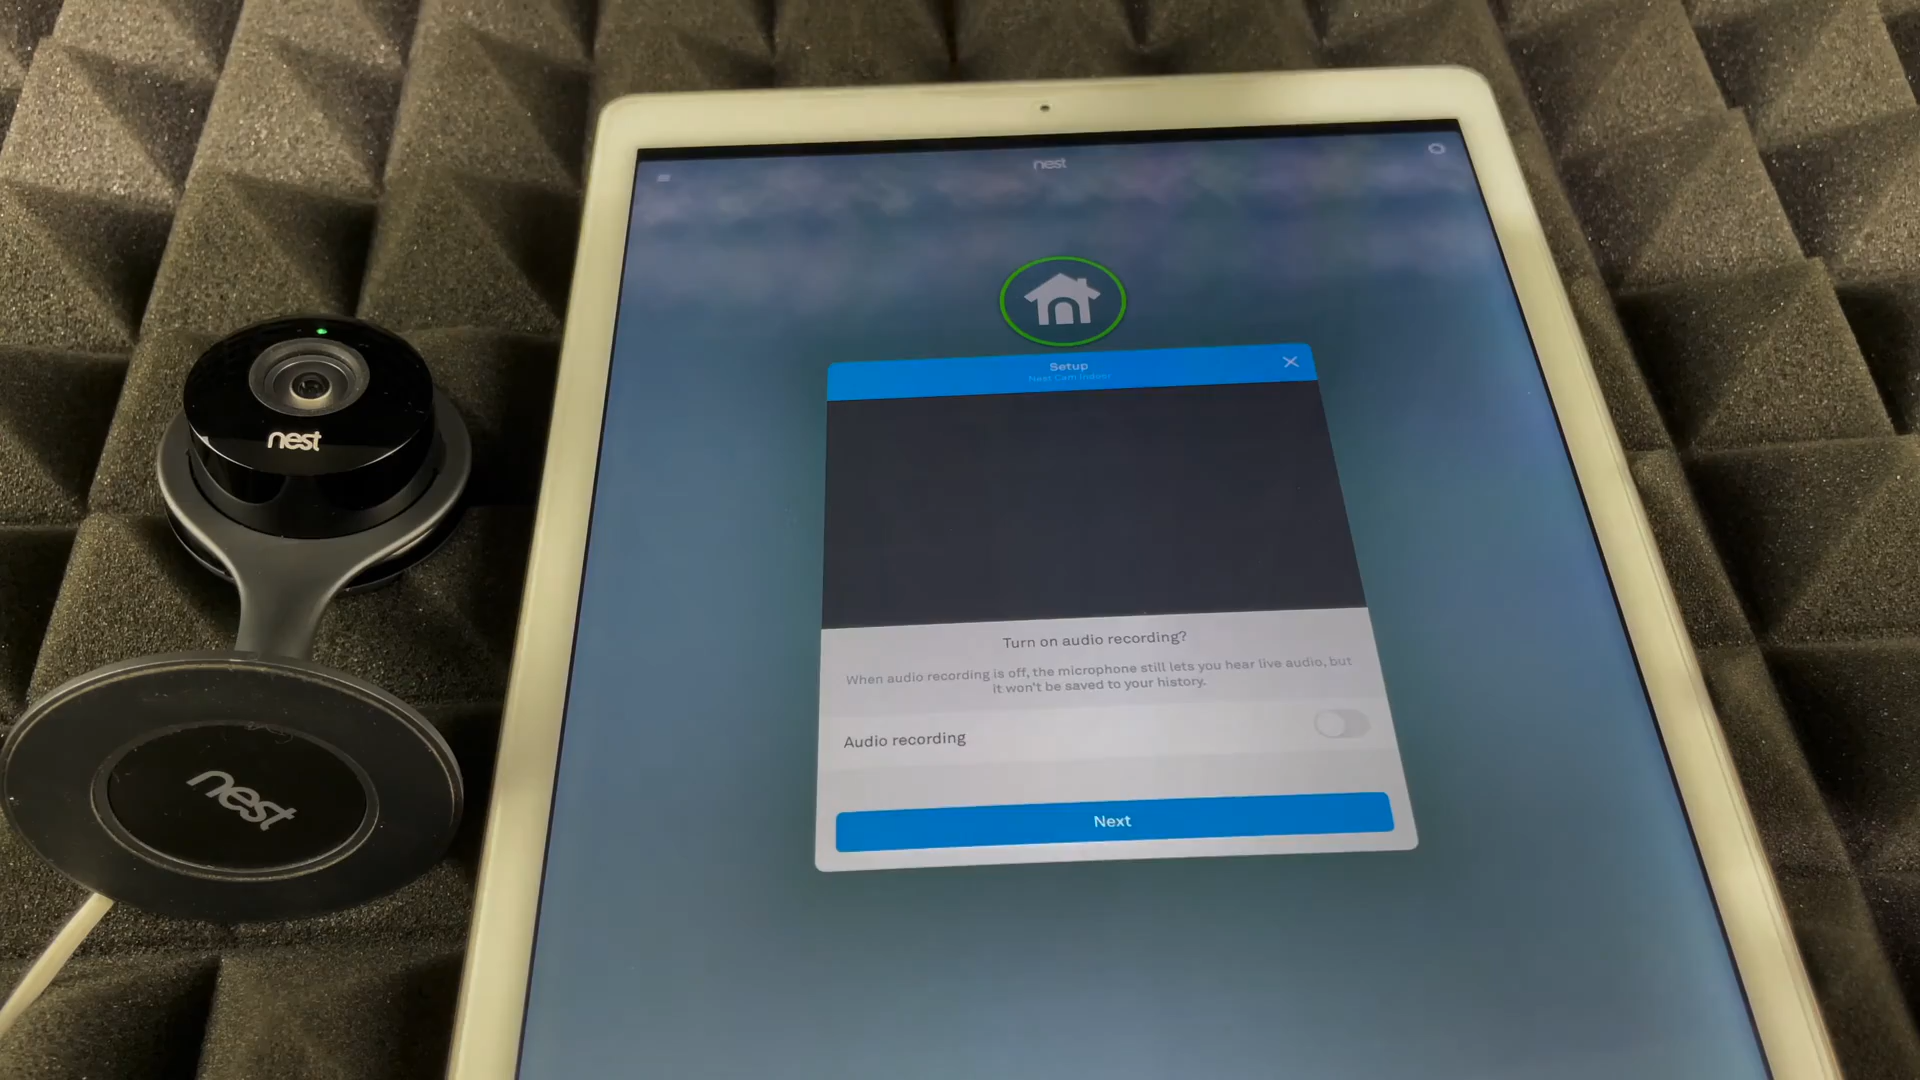 nest
Setup
Nest Cam Indoor
Turn on audio recording?
When audio recording is off, the microphone still lets you hear live audio, but
it won't be saved to your history.
Audio recording
Next
nest
nest